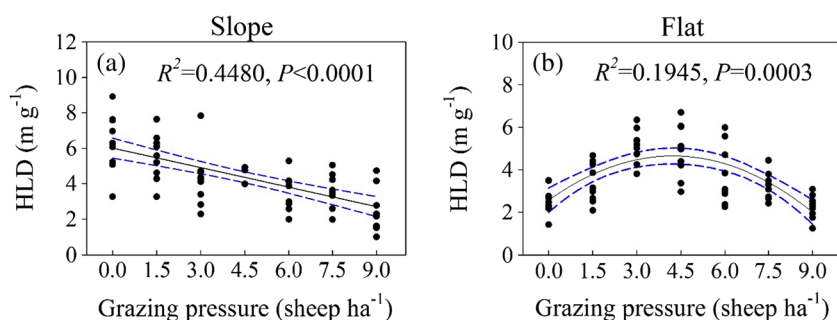 Slope
(a) R²=0.4480, P<0.0001
HLD (m g⁻¹)
12
10
8
6
4
2
0
0.0 1.5 3.0 4.5 6.0 7.5 9.0
Grazing pressure (sheep ha⁻¹)
Flat
(b) R²=0.1945, P=0.0003
HLD (m g⁻¹)
10
8
6
4
2
0
0.0 1.5 3.0 4.5 6.0 7.5 9.0
Grazing pressure (sheep ha⁻¹)